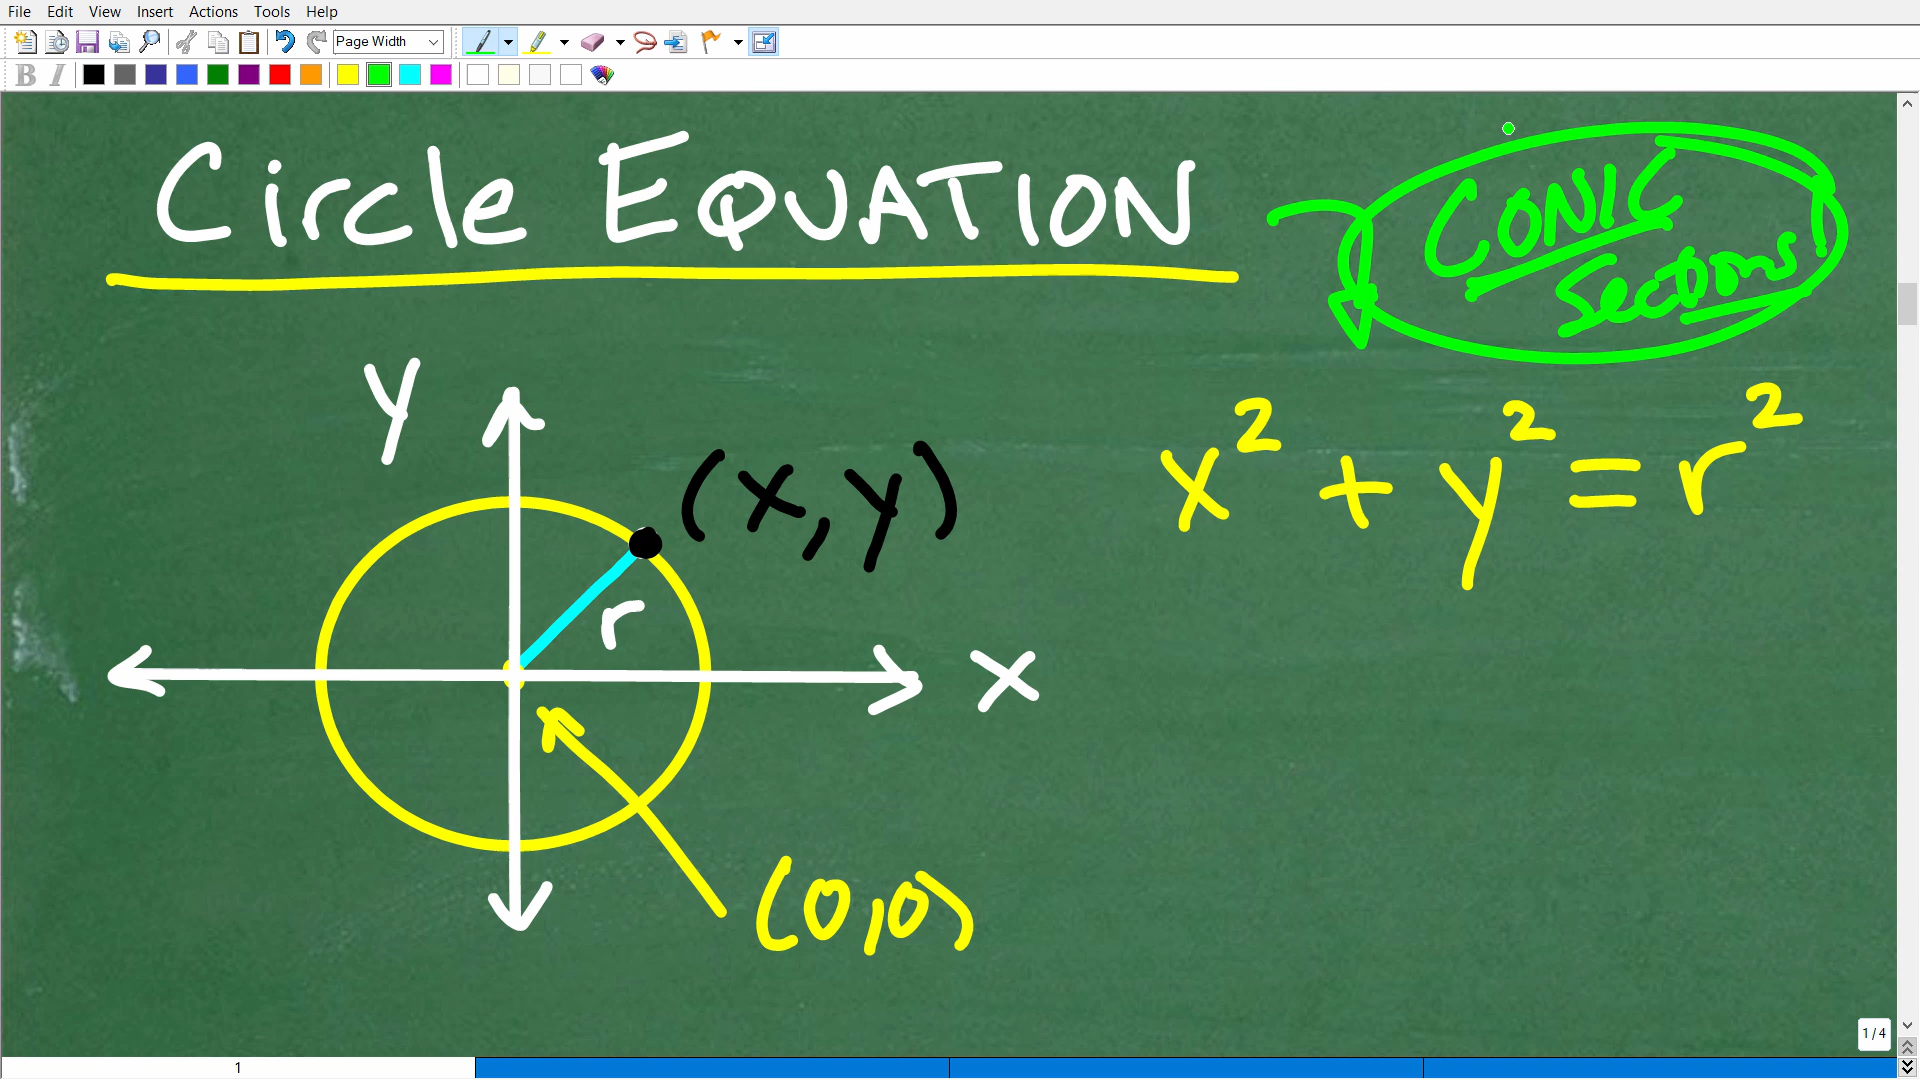 File Edit View Insert Actions Tools Help
Page Width
B I
Circle EQUATION
CONIC
Sections
y
x² + y² = r²
(x,y)
r
x
(0,0)
1 / 4
1